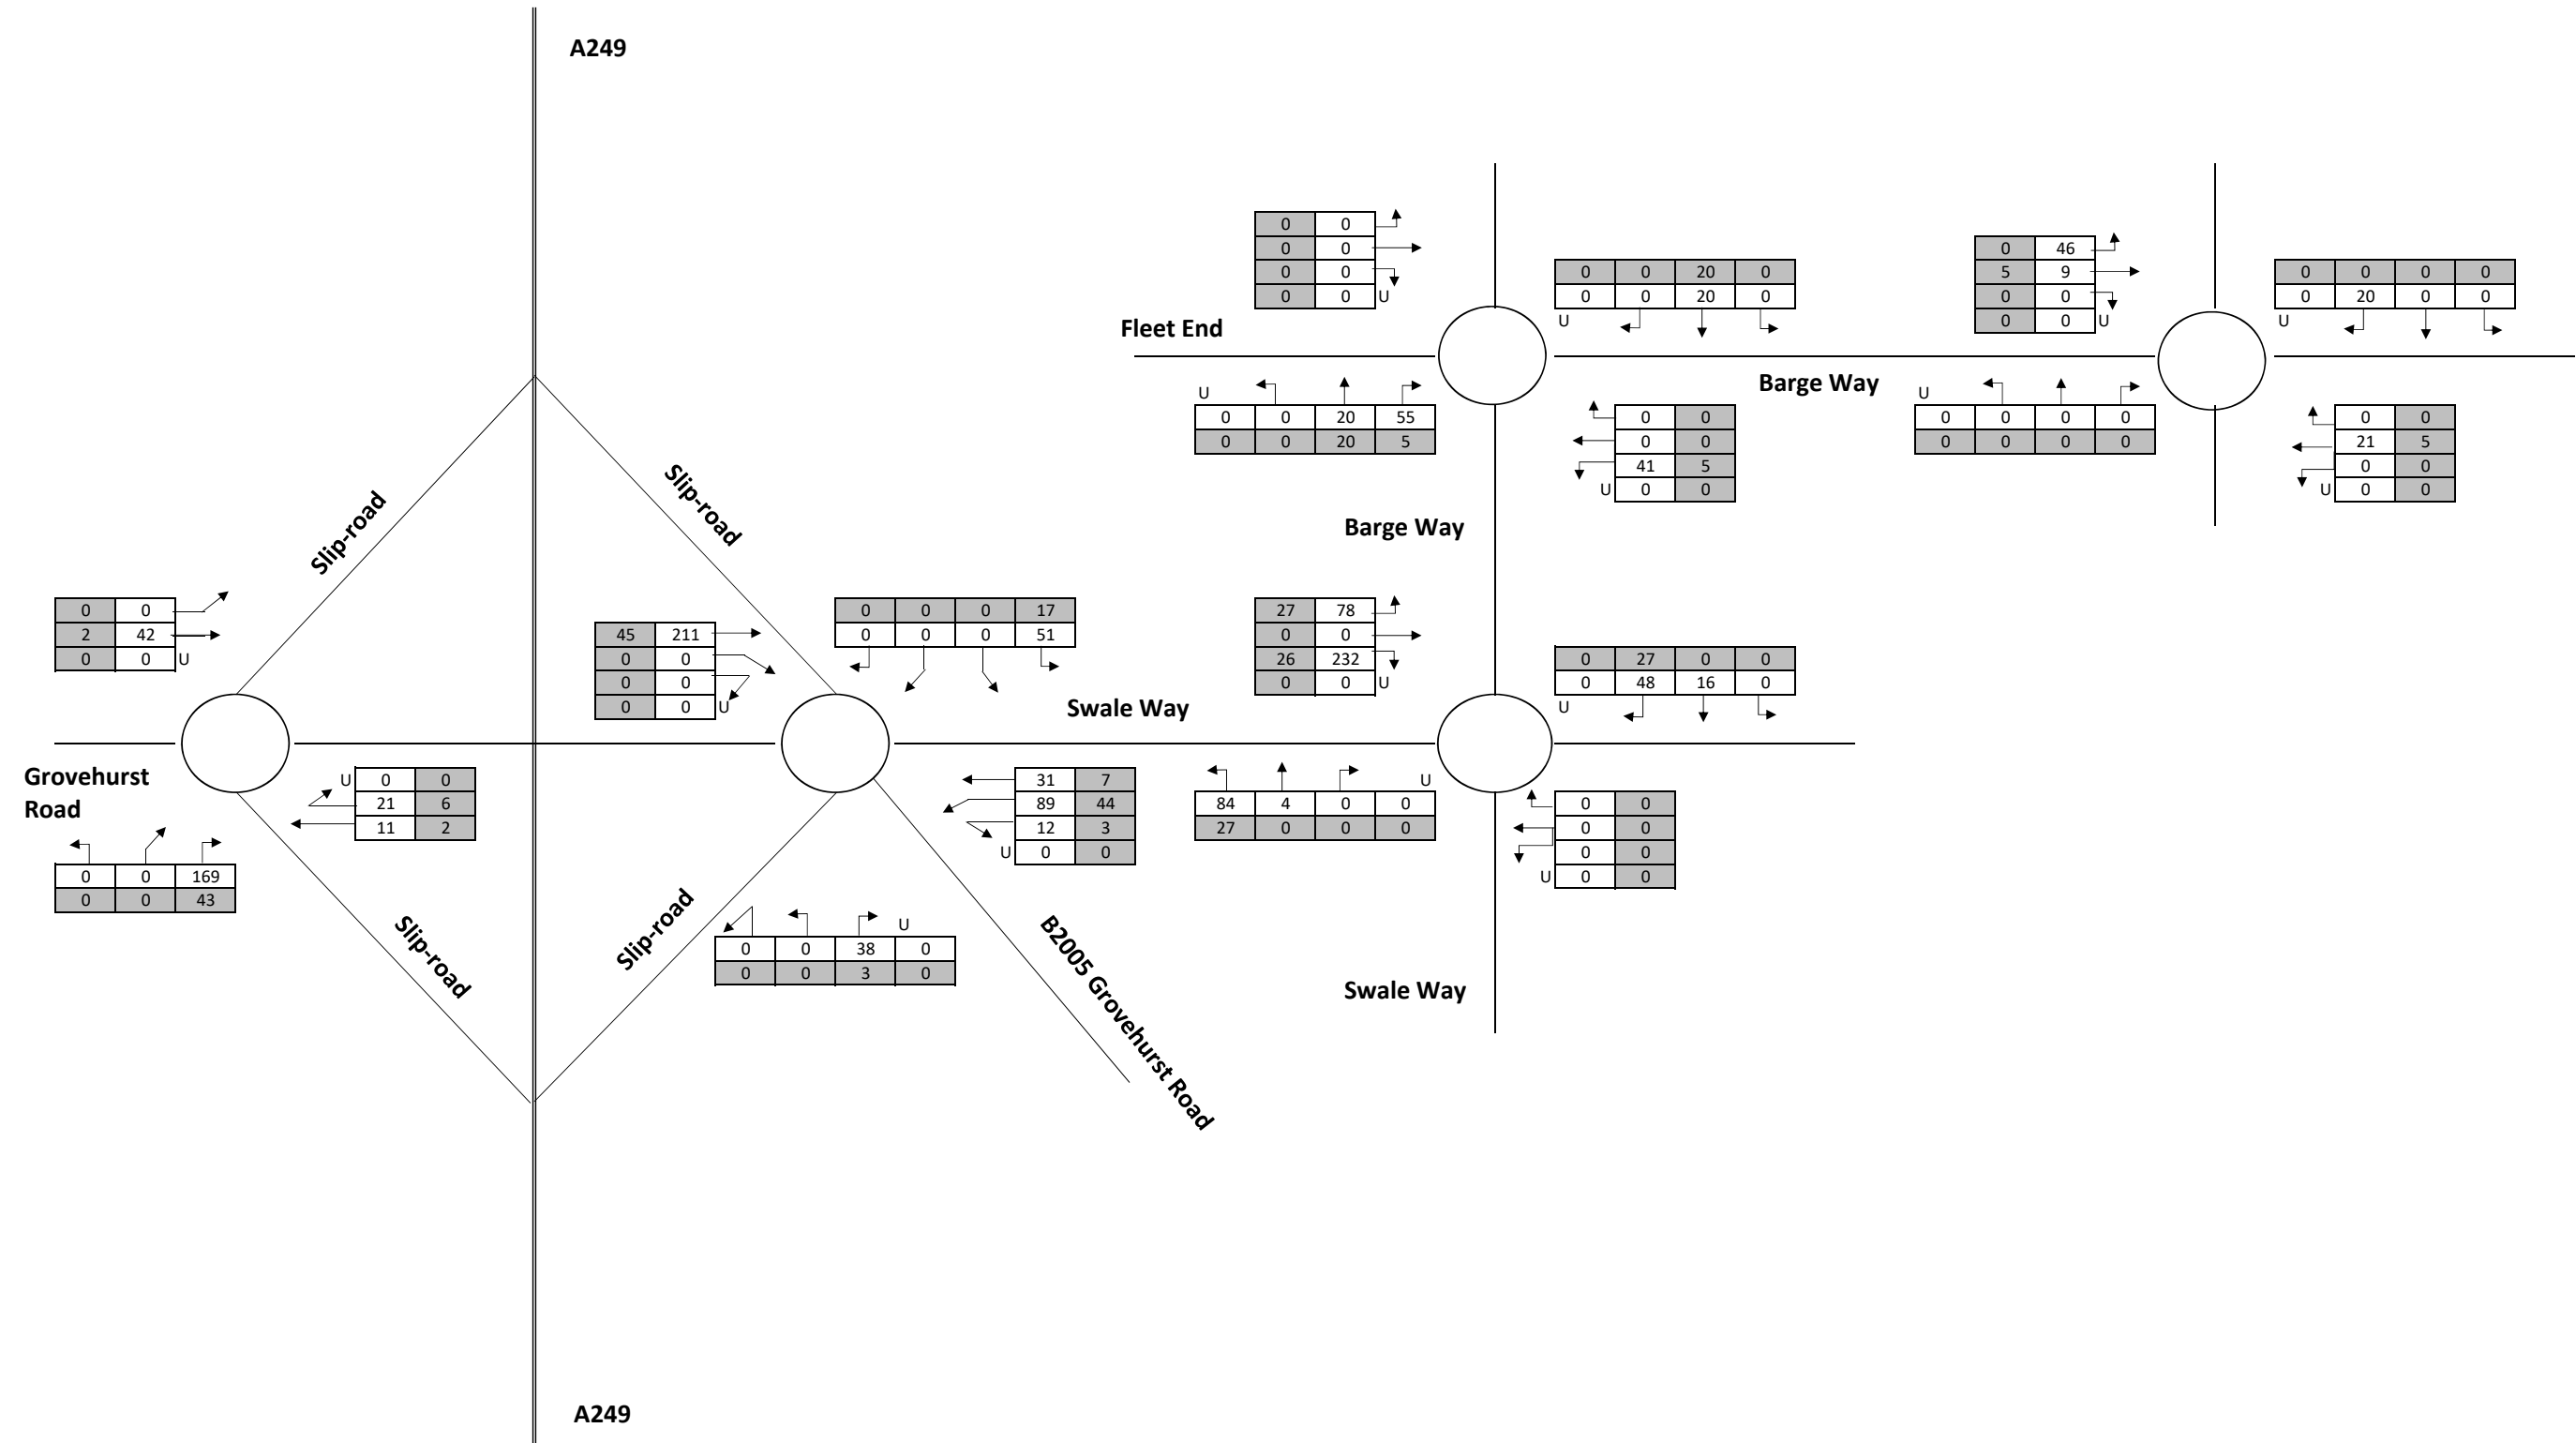 A249
0 0
0 0
0 0
0 0 U
0 0 20 0
0 0 20 0
U
0 46
5 9
0 0
0 0 U
0 0 0 0
0 20 0 0
U
Fleet End
Barge Way
U
0 0 20 55
0 0 20 5
0 0
0 0
41 5
U 0 0
U
0 0 0 0
0 0 0 0
0 0
21 5
0 0
U 0 0
Slip-road
Slip-road
Barge Way
0 0
2 42
0 0 U
45 211
0 0
0 0
0 0 U
0 0 0 17
0 0 0 51
Swale Way
27 78
0 0
26 232
0 0 U
0 27 0 0
0 48 16 0
U
Grovehurst
Road
U 0 0
21 6
11 2
31 7
89 44
12 3
U 0 0
U
84 4 0 0
27 0 0 0
0 0
0 0
0 0
U 0 0
0 0 169
0 0 43
Slip-road
Slip-road
U
0 0 38 0
0 0 3 0
B2005 Grovehurst Road
Swale Way
A249